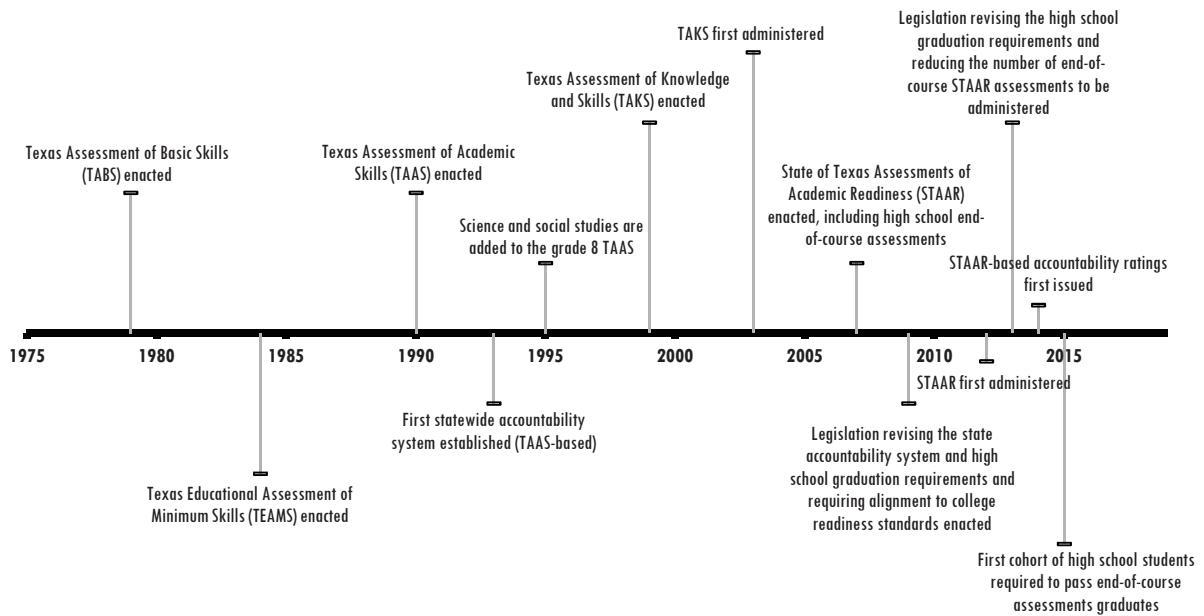 TAKS first administered
Legislation revising the high school
graduation requirements and
reducing the number of end-of-
course STAAR assessments to be
administered
Texas Assessment of Knowledge
and Skills (TAKS) enacted
Texas Assessment of Basic Skills
(TABS) enacted
Texas Assessment of Academic
Skills (TAAS) enacted
State of Texas Assessments of
Academic Readiness (STAAR)
enacted, including high school end-
of-course assessments
Science and social studies are
added to the grade 8 TAAS
STAAR-based accountability ratings
first issued
1975 1980 1985 1990 1995 2000 2005 2010 2015
STAAR first administered
First statewide accountability
system established (TAAS-based)
Legislation revising the state
accountability system and high
school graduation requirements and
requiring alignment to college
readiness standards enacted
Texas Educational Assessment of
Minimum Skills (TEAMS) enacted
First cohort of high school students
required to pass end-of-course
assessments graduates